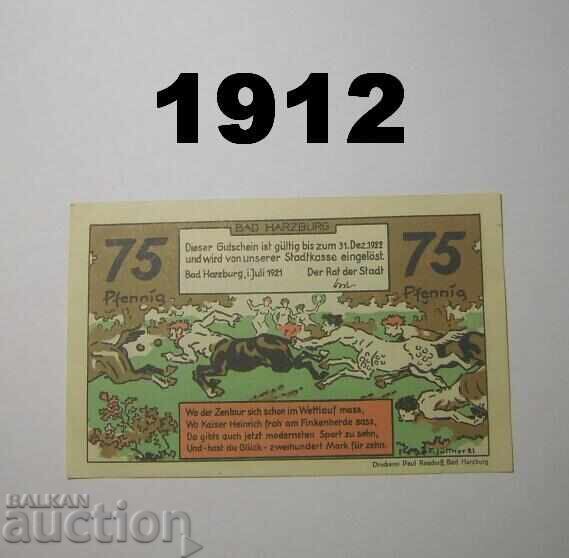 1912
BAD HARZBURG
75
Pfennig
Dieser Gutschein ist gültig bis zum 31. Dez. 1922
und wird von unserer Stadtkasse eingelöst.
Bad Harzburg, i. Juli 1921 Der Rat der Stadt
75
Pfennig
Wo der Zentaur sich schon im Wettlauf mass,
Wo Kaiser Heinrich froh am Finkenherde sass,
Da gibts auch jetzt modernsten Sport zu sehn,
Und - hast du Glück - zweihundert Mark für zehn.
Jüttner 21
Druckerei Paul Raadorf, Bad Harzburg
BALKAN
auction